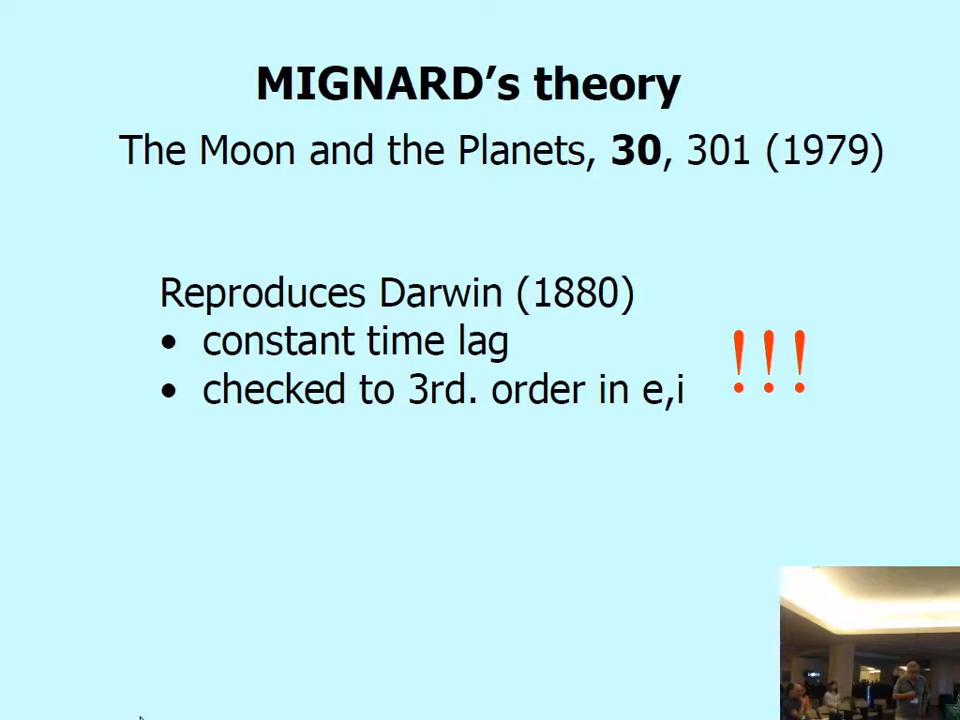 MIGNARD's theory
The Moon and the Planets, 30, 301 (1979)
Reproduces Darwin (1880)
• constant time lag
• checked to 3rd. order in e,i
!!!